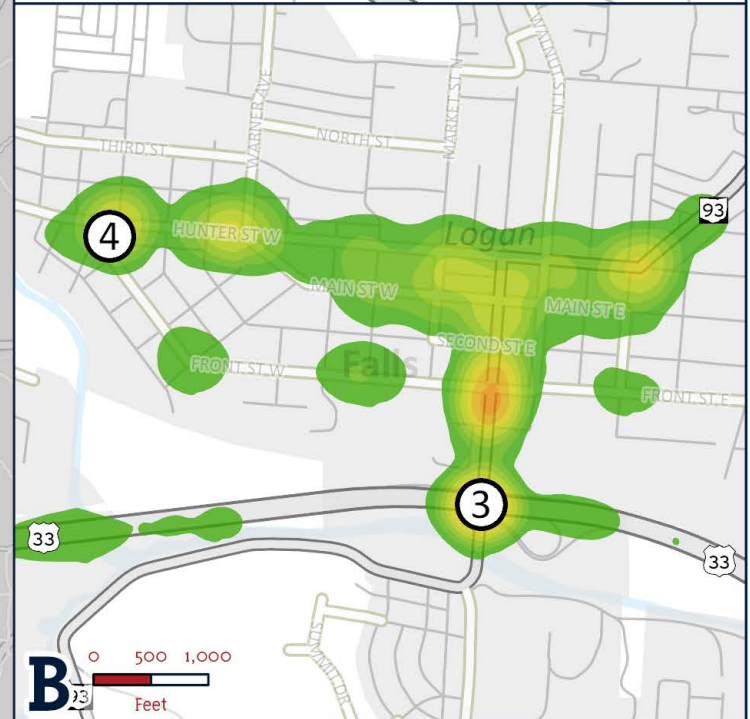 WALNUT ST N
WARNER AVE
MARKET ST N
NORTH ST
THIRD ST
93
4
HUNTER ST W
Logan
MAIN ST W
MAIN ST E
SECOND ST E
FRONT ST W
Falls
FRONT ST E
3
33
33
SUMMIT DR
B
93
0 500 1,000
Feet